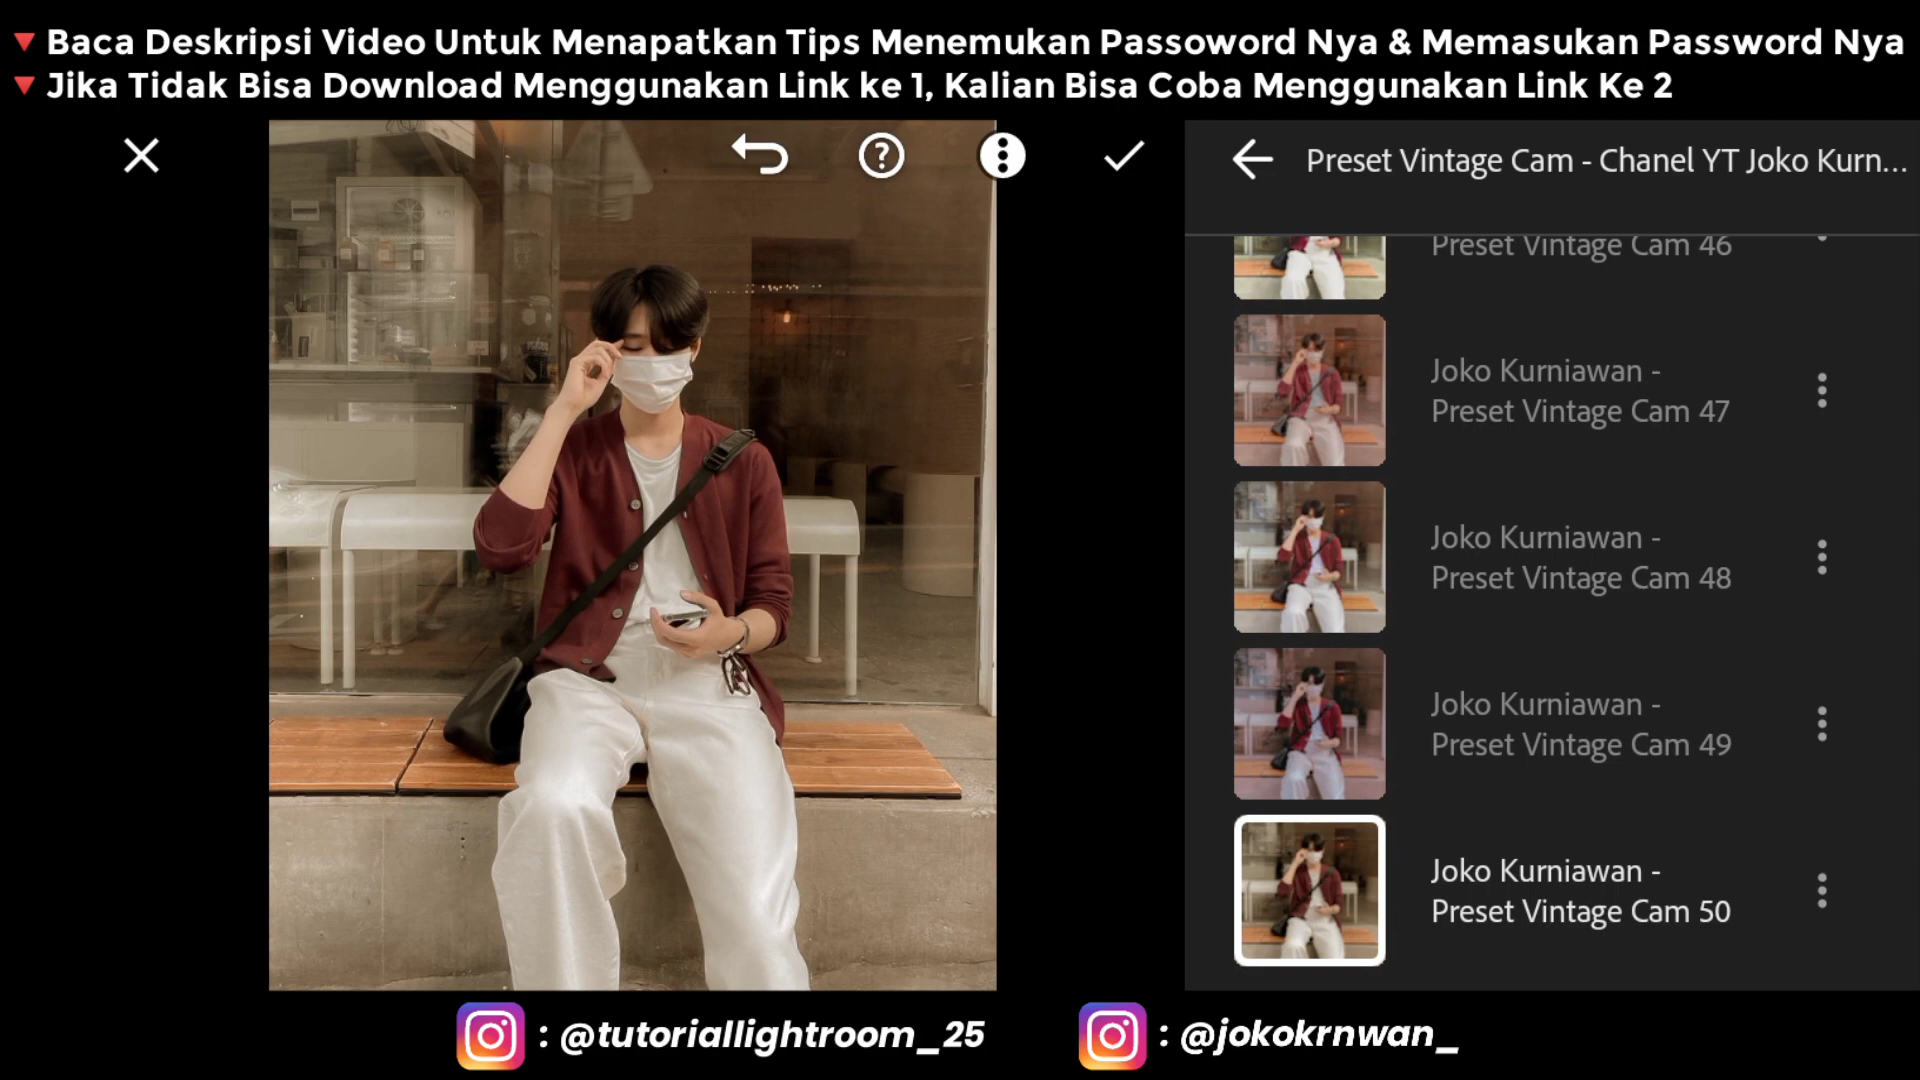 Baca Deskripsi Video Untuk Menapatkan Tips Menemukan Passoword Nya & Memasukan Password Nya
Jika Tidak Bisa Download Menggunakan Link ke 1, Kalian Bisa Coba Menggunakan Link Ke 2
Preset Vintage Cam - Chanel YT Joko Kurn...
Preset Vintage Cam 46
Joko Kurniawan -
Preset Vintage Cam 47
Joko Kurniawan -
Preset Vintage Cam 48
Joko Kurniawan -
Preset Vintage Cam 49
Joko Kurniawan -
Preset Vintage Cam 50
: @tutoriallightroom_25
: @jokokrnwan_